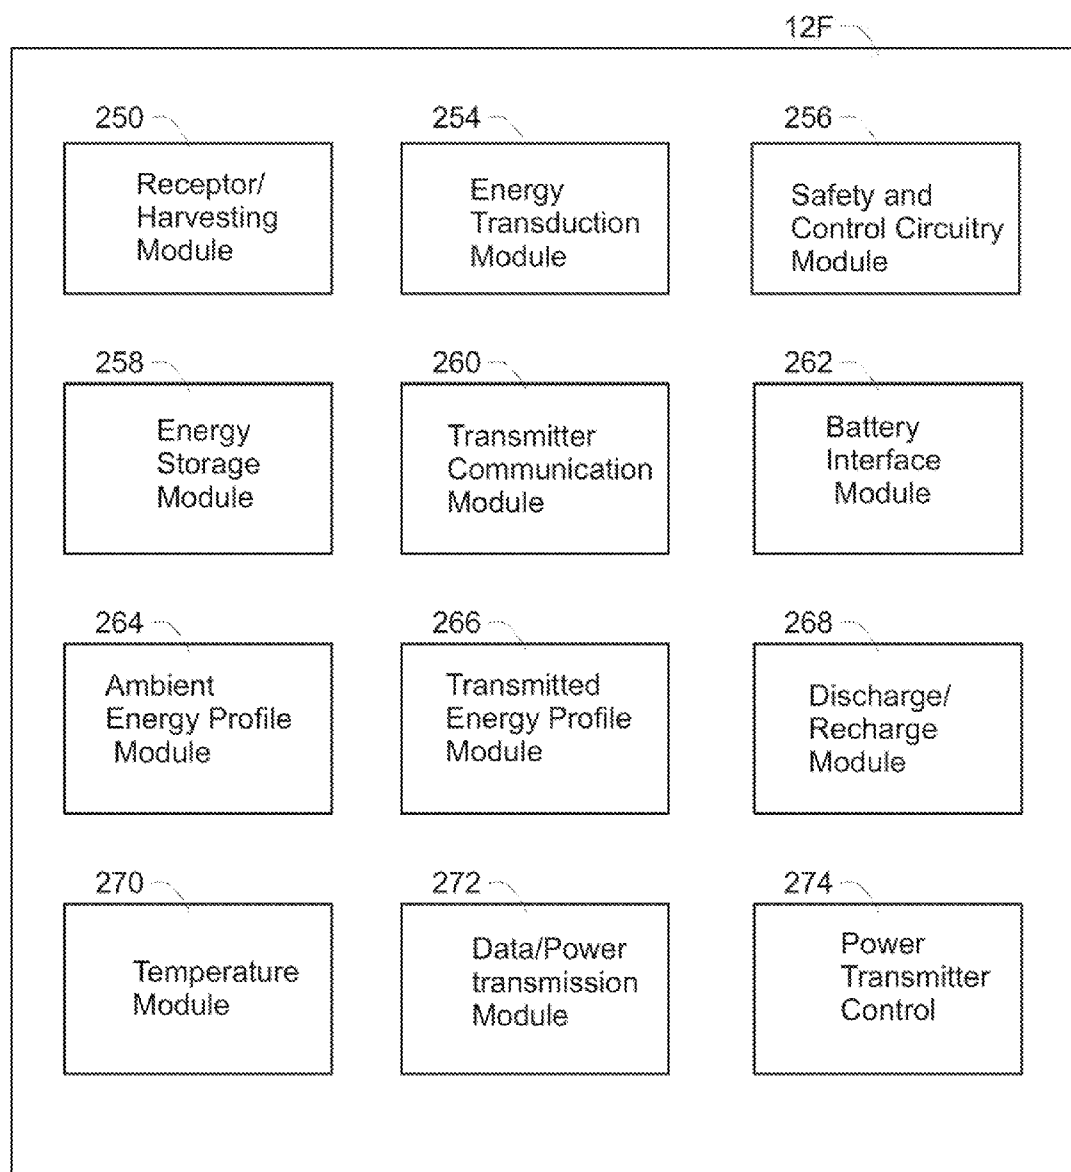 12F
250
Receptor/
Harvesting
Module
254
Energy
Transduction
Module
256
Safety and
Control Circuitry
Module
258
Energy
Storage
Module
260
Transmitter
Communication
Module
262
Battery
Interface
Module
264
Ambient
Energy Profile
Module
266
Transmitted
Energy Profile
Module
268
Discharge/
Recharge
Module
270
Temperature
Module
272
Data/Power
transmission
Module
274
Power
Transmitter
Control